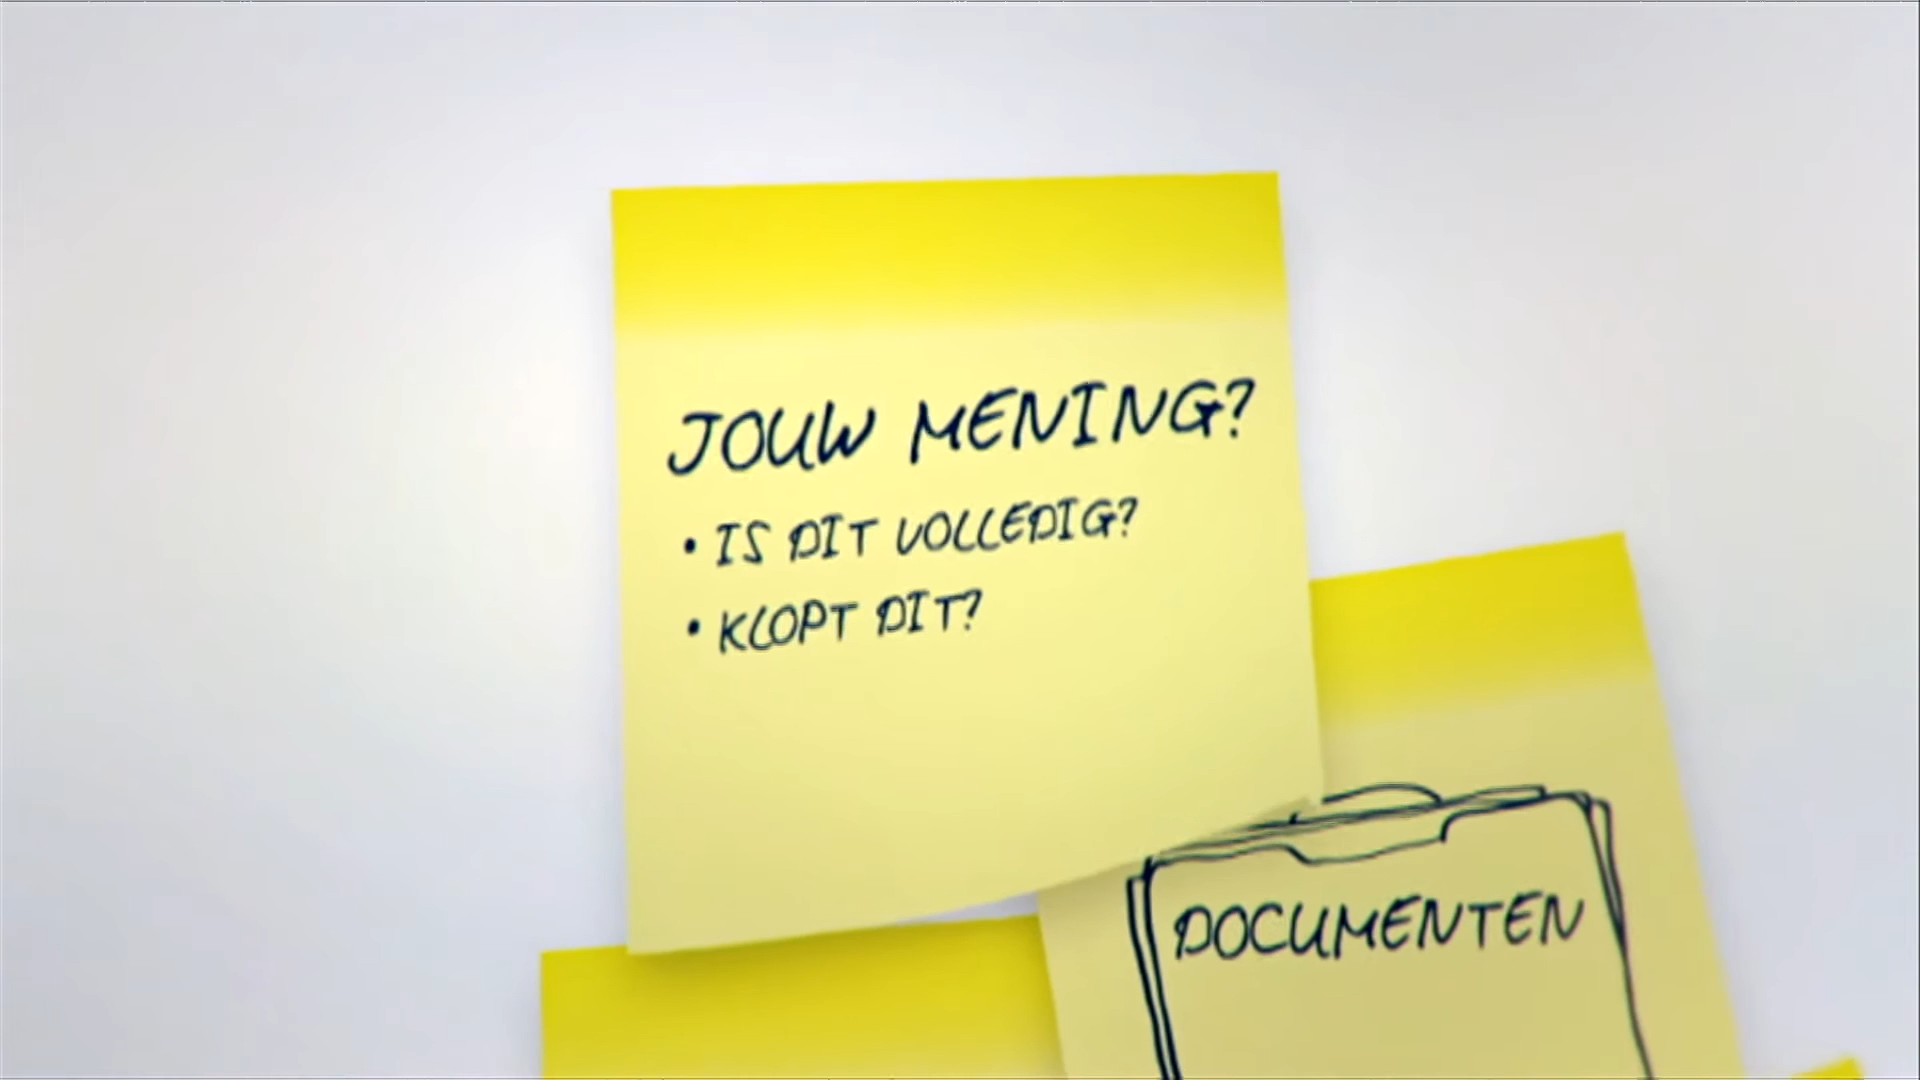 JOUW MENING?
• IS DIT VOLLEDIG?
• KLOPT DIT?
DOCUMENTEN